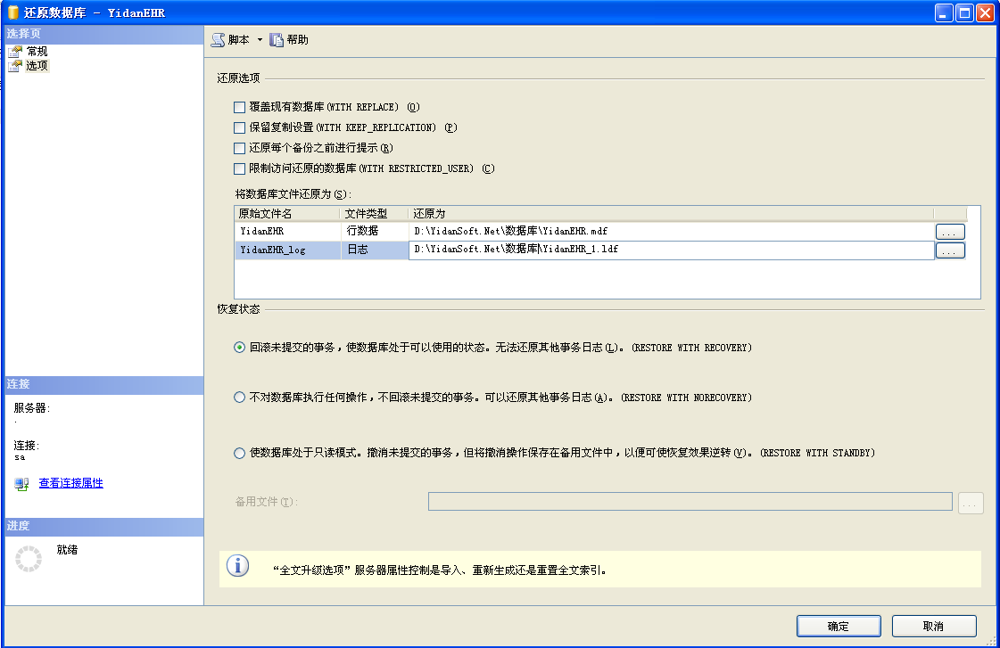 还原数据库 - YidanEHR
选择页
常规
选项
脚本 帮助
还原选项
覆盖现有数据库(WITH REPLACE) (O)
保留复制设置(WITH KEEP_REPLICATION) (P)
还原每个备份之前进行提示(R)
限制访问还原的数据库(WITH RESTRICTED_USER) (C)
将数据库文件还原为(S):
原始文件名 文件类型 还原为
YidanEHR 行数据 D:\YidanSoft.Net\数据库\YidanEHR.mdf ...
YidanEHR_log 日志 D:\YidanSoft.Net\数据库\YidanEHR_1.ldf ...
恢复状态
回滚未提交的事务，使数据库处于可以使用的状态。无法还原其他事务日志(L)。(RESTORE WITH RECOVERY)
不对数据库执行任何操作，不回滚未提交的事务。可以还原其他事务日志(A)。(RESTORE WITH NORECOVERY)
使数据库处于只读模式。撤消未提交的事务，但将撤消操作保存在备用文件中，以便可使恢复效果逆转(V)。(RESTORE WITH STANDBY)
备用文件(T): ...
“全文升级选项”服务器属性控制是导入、重新生成还是重置全文索引。
连接
服务器:
.
连接:
sa
查看连接属性
进度
就绪
确定 取消